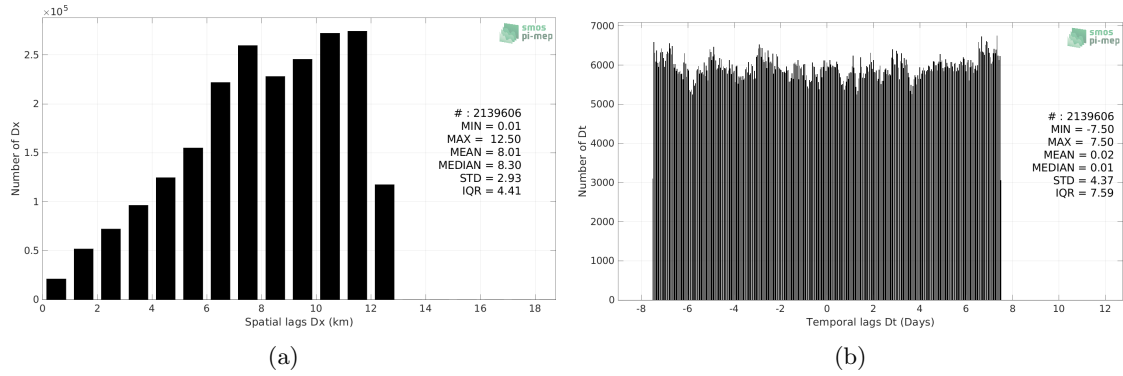 ×10⁵
2.5
2
1.5
1
0.5
0
0 2 4 6 8 10 12 14 16 18
Number of Dx
Spatial lags Dx (km)
smos
pi-mep
# : 2139606
MIN = 0.01
MAX = 12.50
MEAN = 8.01
MEDIAN = 8.30
STD = 2.93
IQR = 4.41
(a)
7000
6000
5000
4000
3000
2000
1000
0
-8 -6 -4 -2 0 2 4 6 8 10 12
Number of Dt
Temporal lags Dt (Days)
smos
pi-mep
# : 2139606
MIN = -7.50
MAX = 7.50
MEAN = 0.02
MEDIAN = 0.01
STD = 4.37
IQR = 7.59
(b)